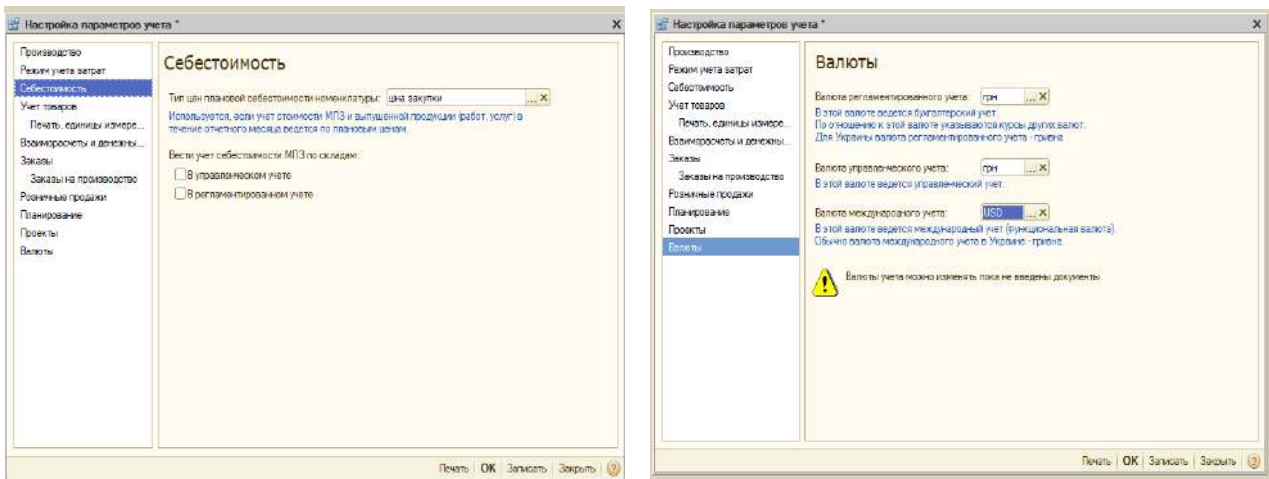 Настройка параметров учета *
Производство
Режим учета затрат
Себестоимость
Учет товаров
Печать, единицы измере...
Взаиморасчеты и денежны...
Заказы
Заказы на производство
Розничные продажи
Планирование
Проекты
Валюты
Себестоимость
Тип цен плановой себестоимости номенклатуры: цена закупки ... X
Используется, если учет стоимости МПЗ и выпущенной продукции (работ, услуг) в
течение отчетного месяца ведется по плановым ценам.
Вести учет себестоимости МПЗ по складам:
В управленческом учете
В регламентированном учете
Печать OK Записать Закрыть
Настройка параметров учета *
Производство
Режим учета затрат
Себестоимость
Учет товаров
Печать, единицы измере...
Взаиморасчеты и денежны...
Заказы
Заказы на производство
Розничные продажи
Планирование
Проекты
Валюты
Валюты
Валюта регламентированного учета: грн ... X
В этой валюте ведется бухгалтерский учет.
По отношению к этой валюте указываются курсы других валют.
Для Украины валюта регламентированного учета - гривна
Валюта управленческого учета: грн ... X
В этой валюте ведется управленческий учет.
Валюта международного учета: USD ... X
В этой валюте ведется международный учет (функциональная валюта).
Обычно валюта международного учета в Украине - гривна.
Валюты учета можно изменять пока не введены документы.
Печать OK Записать Закрыть